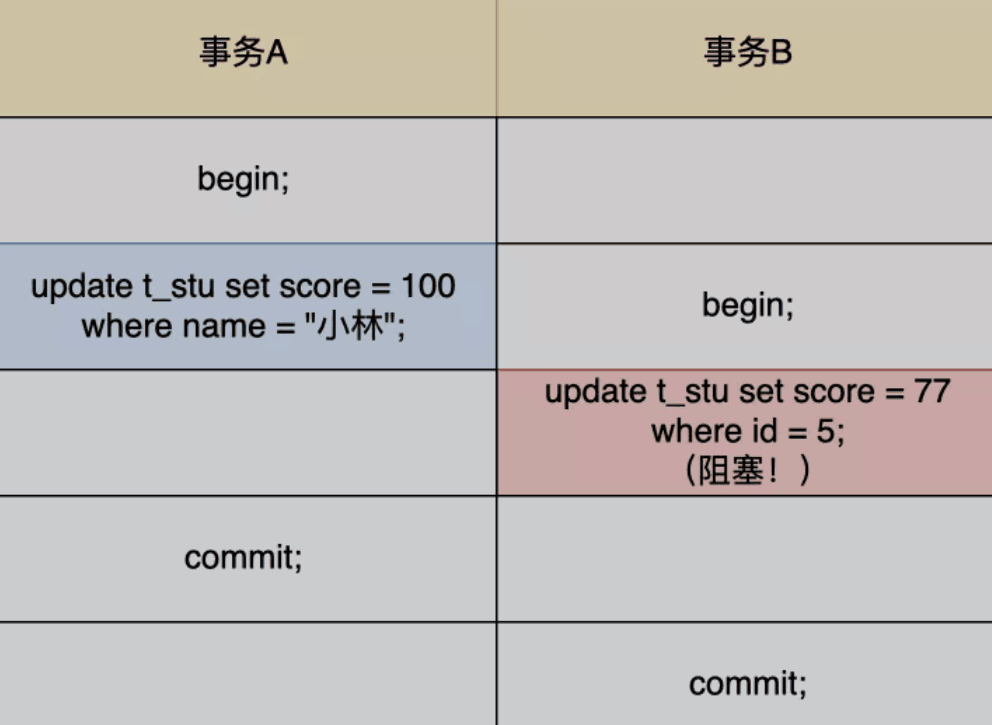 事务A
事务B
begin;
update t_stu set score = 100
where name = "小林";
begin;
update t_stu set score = 77
where id = 5;
(阻塞！)
commit;
commit;